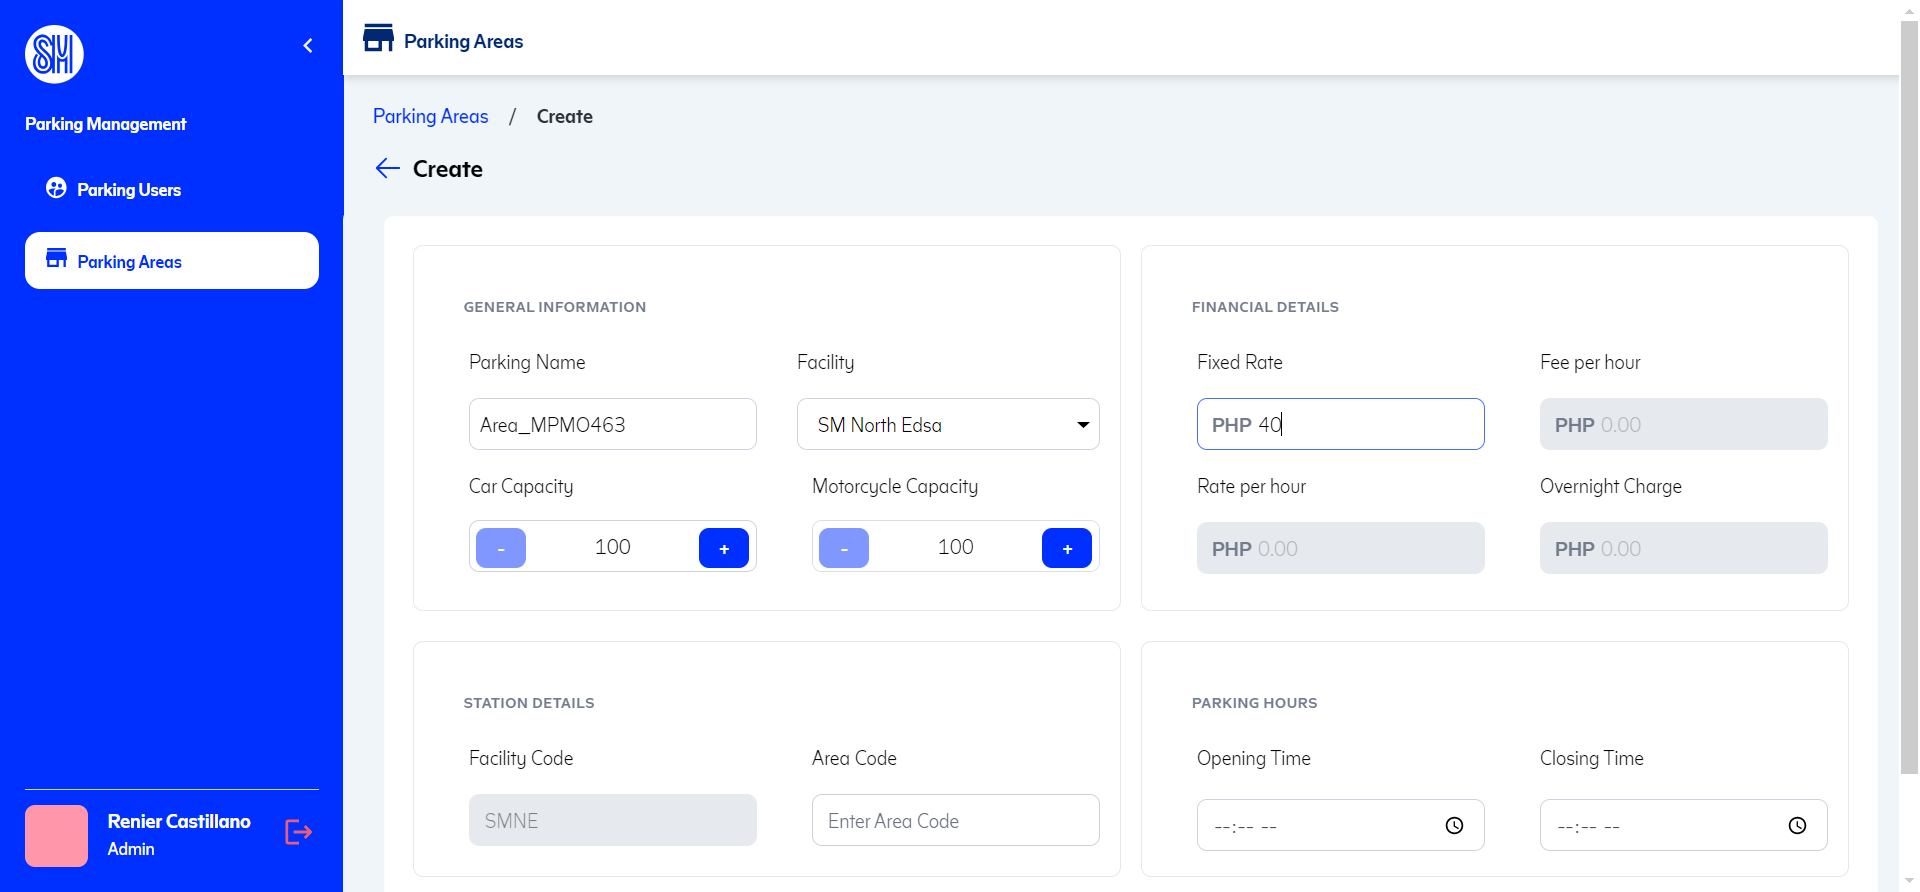 SM
Parking Management
Parking Users
Parking Areas
Renier Castillano
Admin
Parking Areas
Parking Areas / Create
Create
GENERAL INFORMATION
Parking Name
Facility
Area_MPMO463
SM North Edsa
Car Capacity
Motorcycle Capacity
- 100 +
- 100 +
FINANCIAL DETAILS
Fixed Rate
Fee per hour
PHP 40
PHP 0.00
Rate per hour
Overnight Charge
PHP 0.00
PHP 0.00
STATION DETAILS
Facility Code
Area Code
SMNE
Enter Area Code
PARKING HOURS
Opening Time
Closing Time
--:-- --
--:-- --